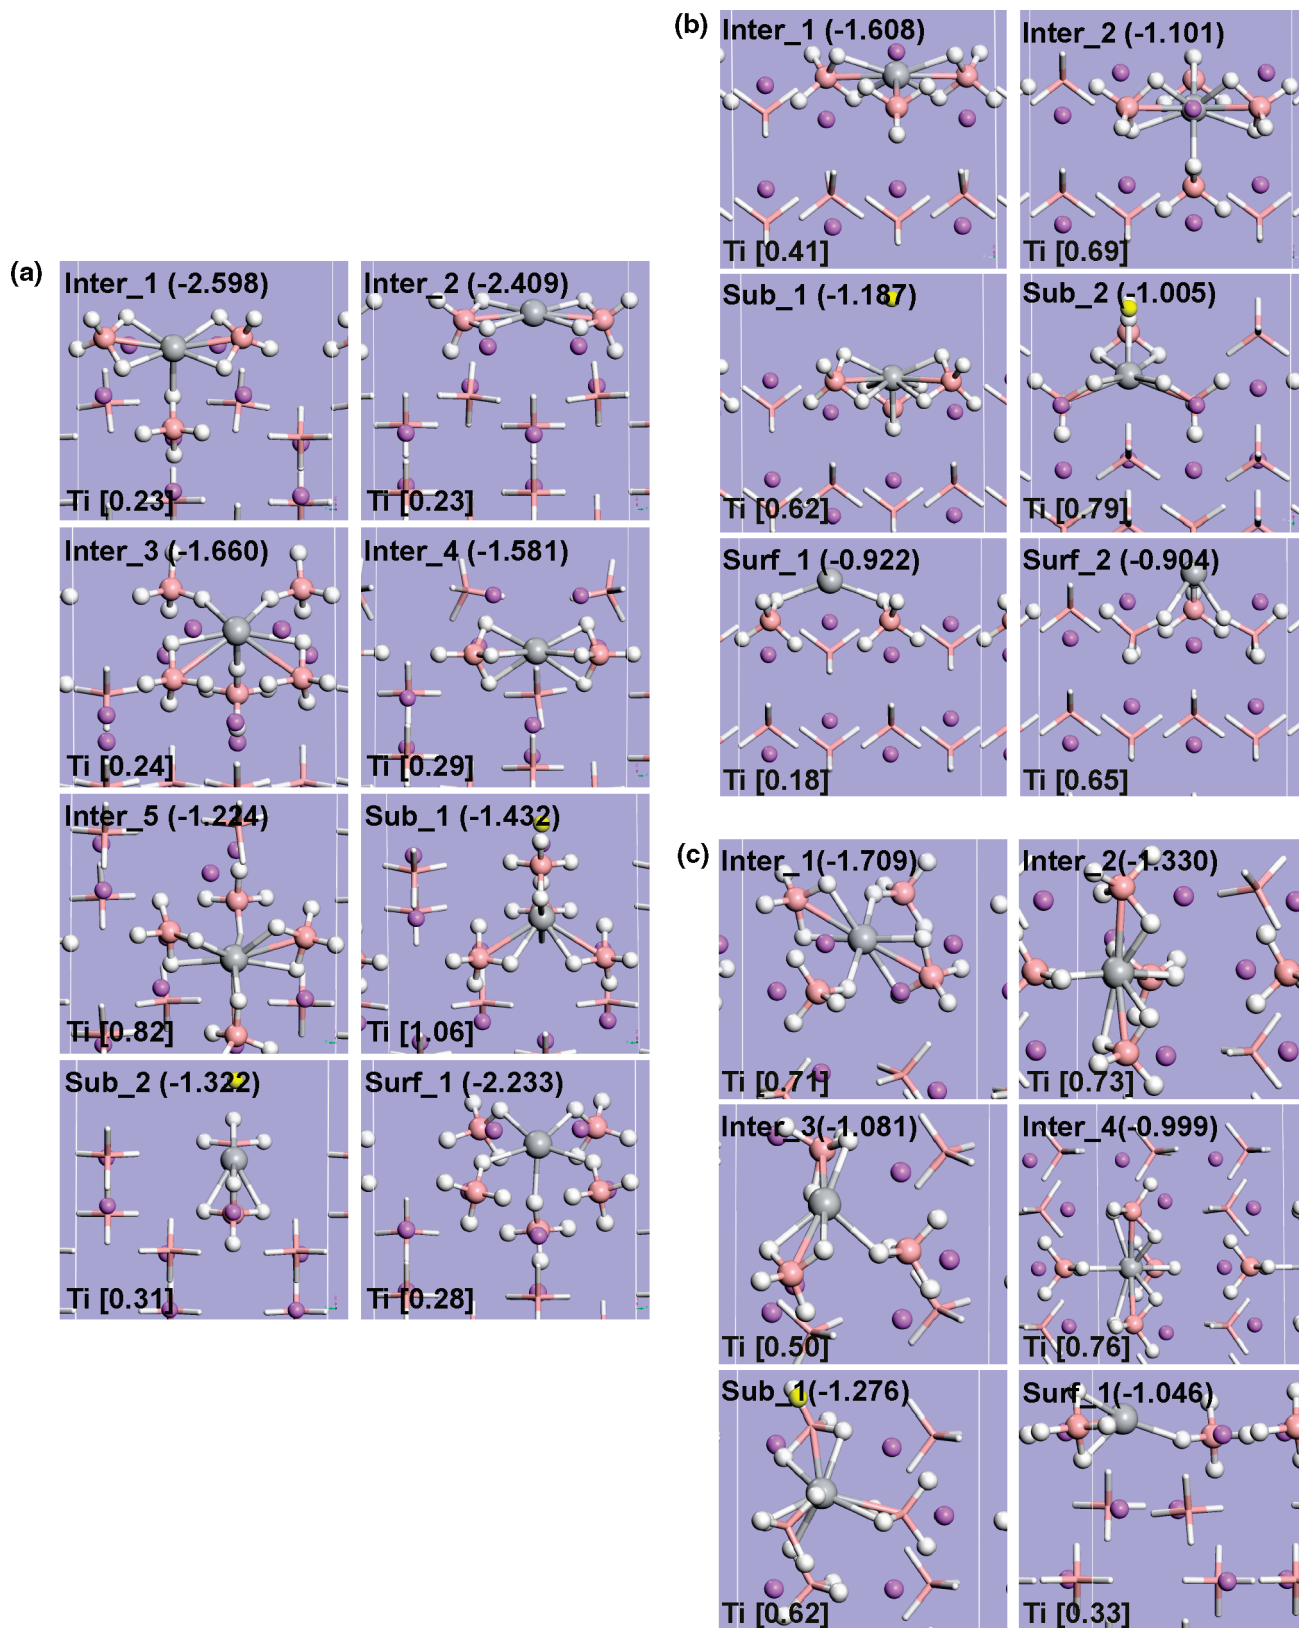 (a)
Inter_1 (-2.598)
Ti [0.23]
Inter_2 (-2.409)
Ti [0.23]
Inter_3 (-1.660)
Ti [0.24]
Inter_4 (-1.581)
Ti [0.29]
Inter_5 (-1.224)
Ti [0.82]
Sub_1 (-1.432)
Ti [1.06]
Sub_2 (-1.322)
Ti [0.31]
Surf_1 (-2.233)
Ti [0.28]
(b)
Inter_1 (-1.608)
Ti [0.41]
Inter_2 (-1.101)
Ti [0.69]
Sub_1 (-1.187)
Ti [0.62]
Sub_2 (-1.005)
Ti [0.79]
Surf_1 (-0.922)
Ti [0.18]
Surf_2 (-0.904)
Ti [0.65]
(c)
Inter_1(-1.709)
Ti [0.71]
Inter_2(-1.330)
Ti [0.73]
Inter_3(-1.081)
Ti [0.50]
Inter_4(-0.999)
Ti [0.76]
Sub_1(-1.276)
Ti [0.62]
Surf_1(-1.046)
Ti [0.33]